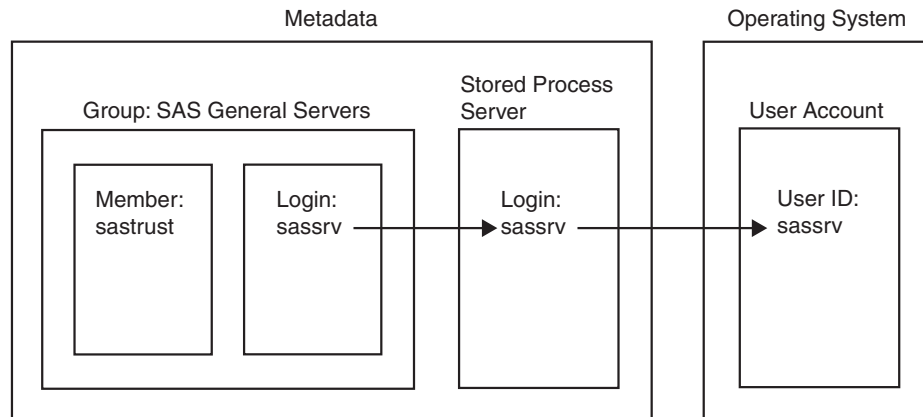 Metadata
Operating System
Group: SAS General Servers
Stored Process
Server
User Account
Member:
sastrust
Login:
sassrv
Login:
sassrv
User ID:
sassrv